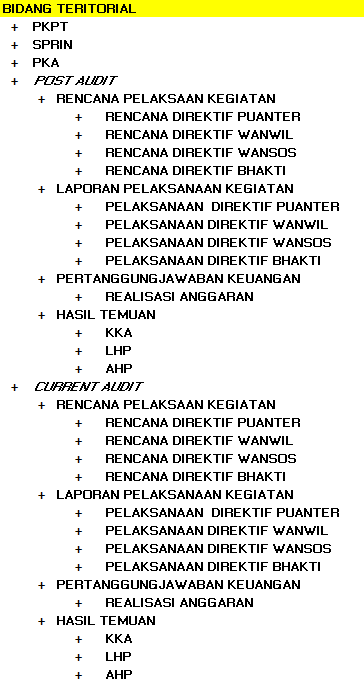 BIDANG TERITORIAL
+ PKPT
+ SPRIN
+ PKA
+ POST AUDIT
+ RENCANA PELAKSAAN KEGIATAN
+ RENCANA DIREKTIF PUANTER
+ RENCANA DIREKTIF WANWIL
+ RENCANA DIREKTIF WANSOS
+ RENCANA DIREKTIF BHAKTI
+ LAPORAN PELAKSANAAN KEGIATAN
+ PELAKSANAAN DIREKTIF PUANTER
+ PELAKSANAAN DIREKTIF WANWIL
+ PELAKSANAAN DIREKTIF WANSOS
+ PELAKSANAAN DIREKTIF BHAKTI
+ PERTANGGUNGJAWABAN KEUANGAN
+ REALISASI ANGGARAN
+ HASIL TEMUAN
+ KKA
+ LHP
+ AHP
+ CURRENT AUDIT
+ RENCANA PELAKSAAN KEGIATAN
+ RENCANA DIREKTIF PUANTER
+ RENCANA DIREKTIF WANWIL
+ RENCANA DIREKTIF WANSOS
+ RENCANA DIREKTIF BHAKTI
+ LAPORAN PELAKSANAAN KEGIATAN
+ PELAKSANAAN DIREKTIF PUANTER
+ PELAKSANAAN DIREKTIF WANWIL
+ PELAKSANAAN DIREKTIF WANSOS
+ PELAKSANAAN DIREKTIF BHAKTI
+ PERTANGGUNGJAWABAN KEUANGAN
+ REALISASI ANGGARAN
+ HASIL TEMUAN
+ KKA
+ LHP
+ AHP